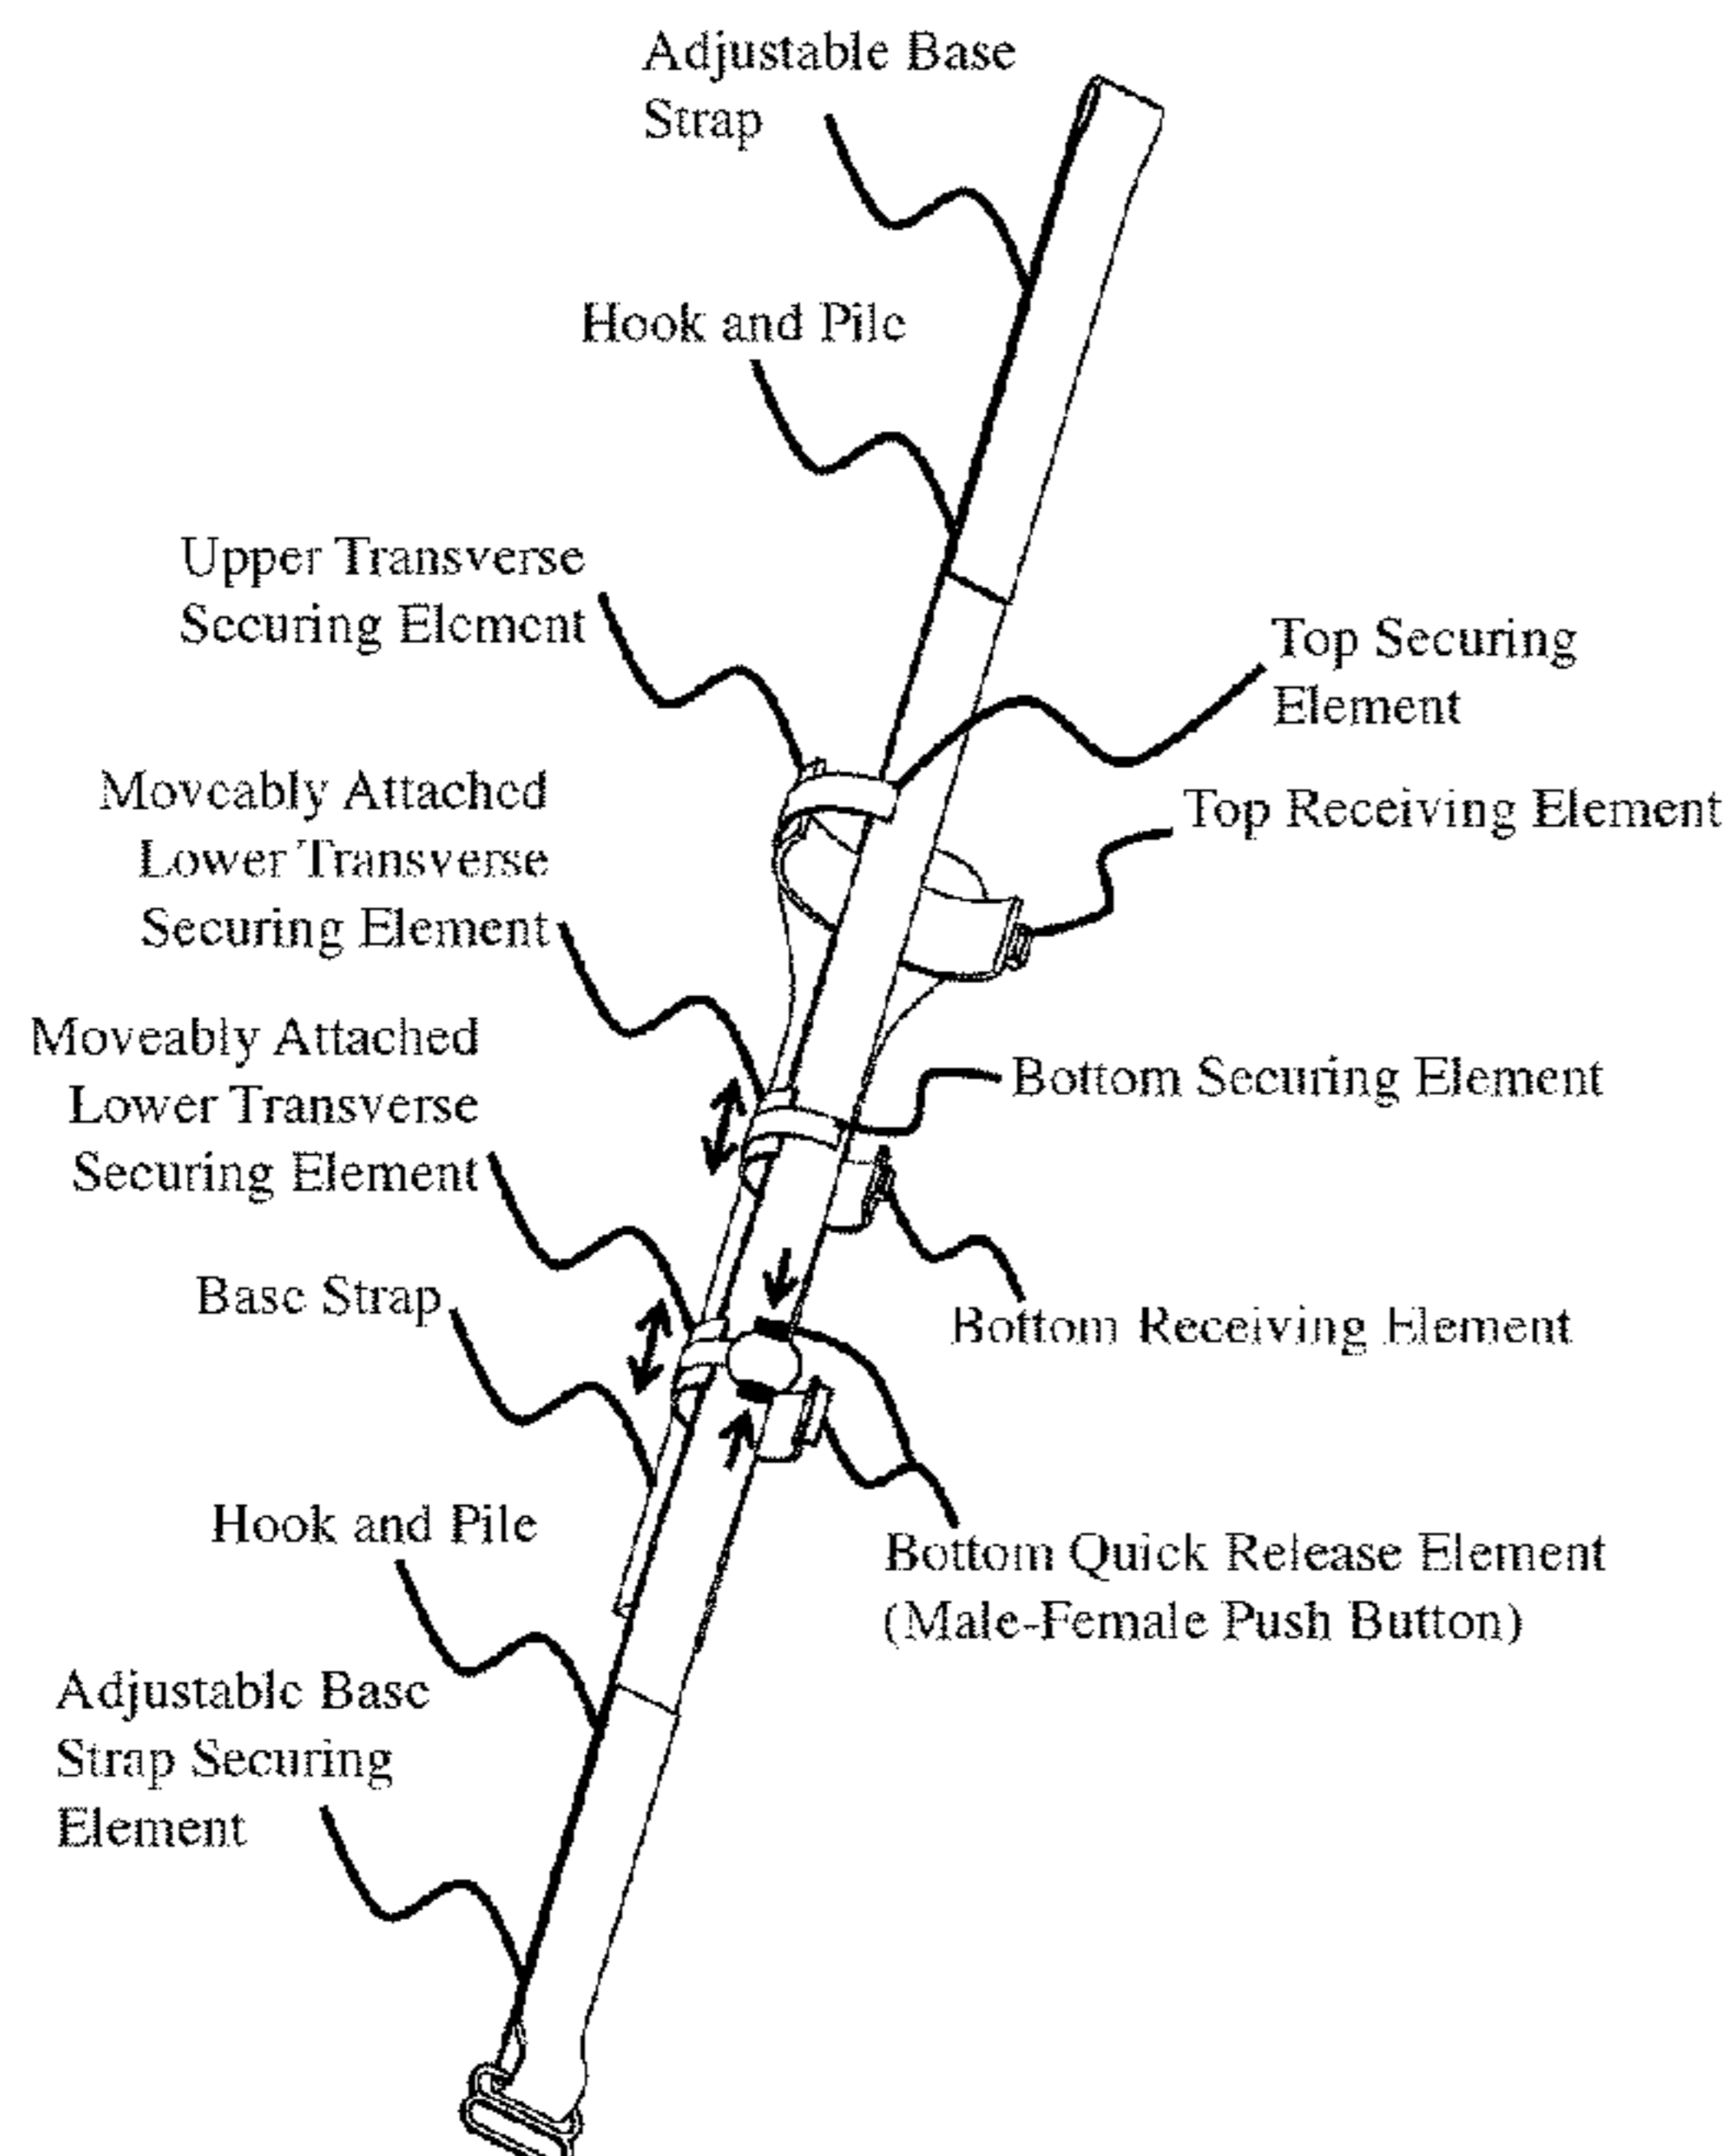 Adjustable Base
Strap
Hook and Pile
Upper Transverse
Securing Element
Top Securing
Element
Moveably Attached
Lower Transverse
Securing Element
Top Receiving Element
Moveably Attached
Lower Transverse
Securing Element
Bottom Securing Element
Base Strap
Bottom Receiving Element
Hook and Pile
Bottom Quick Release Element
(Male-Female Push Button)
Adjustable Base
Strap Securing
Element